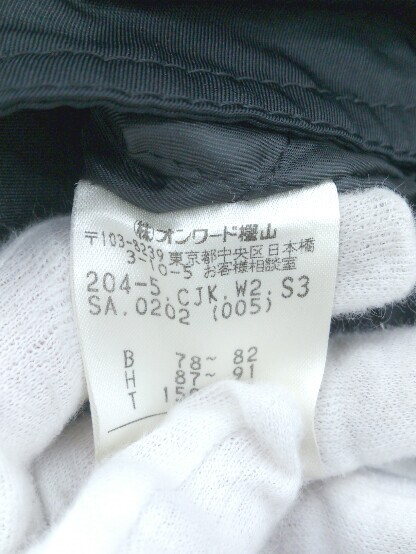 (株)オンワード樫山
〒103-8239 東京都中央区日本橋
3-10-5 お客様相談室
204-5.CJK.W2.S3
SA.0202 (005)
B 78~ 82
H 87~ 91
T